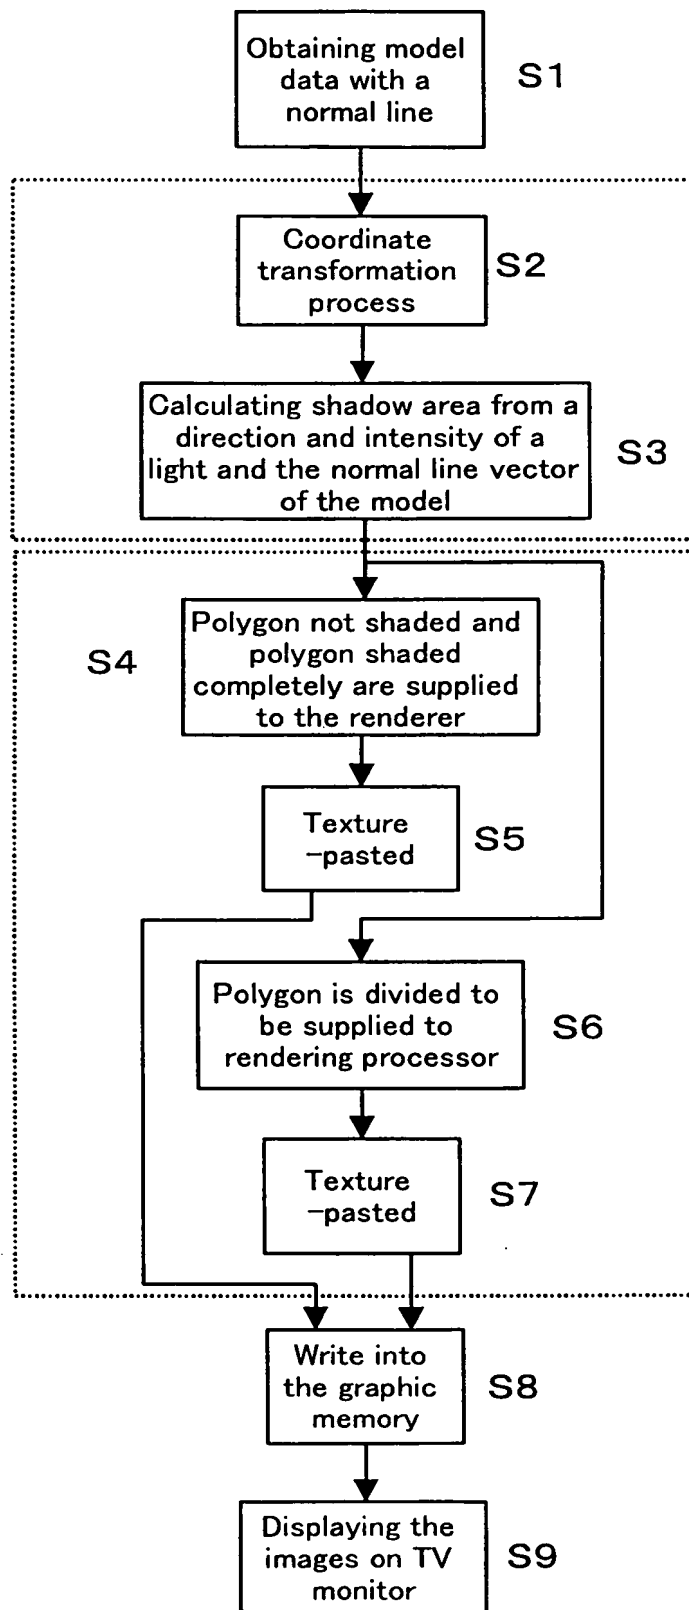 Obtaining model
data with a
normal line
S1
Coordinate
transformation
process
S2
Calculating shadow area from a
direction and intensity of a
light and the normal line vector
of the model
S3
S4
Polygon not shaded and
polygon shaded
completely are supplied
to the renderer
Texture
-pasted
S5
Polygon is divided to
be supplied to
rendering processor
S6
Texture
-pasted
S7
Write into
the graphic
memory
S8
Displaying the
images on TV
monitor
S9